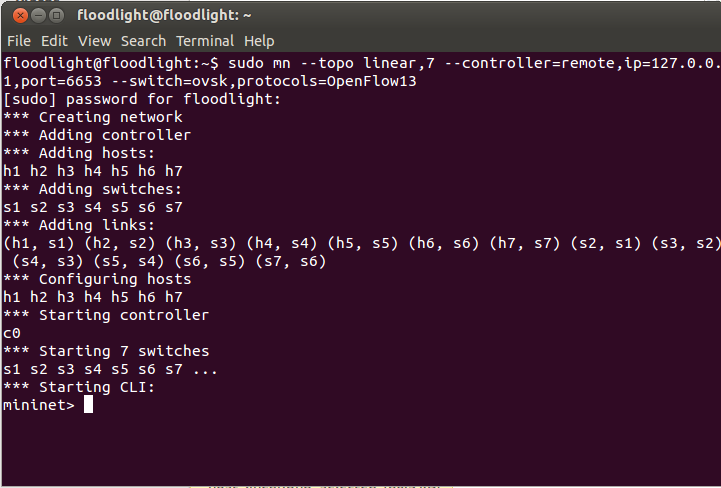 floodlight@floodlight: ~
File Edit View Search Terminal Help
floodlight@floodlight:~$ sudo mn --topo linear,7 --controller=remote,ip=127.0.0.
1,port=6653 --switch=ovsk,protocols=OpenFlow13
[sudo] password for floodlight:
*** Creating network
*** Adding controller
*** Adding hosts:
h1 h2 h3 h4 h5 h6 h7
*** Adding switches:
s1 s2 s3 s4 s5 s6 s7
*** Adding links:
(h1, s1) (h2, s2) (h3, s3) (h4, s4) (h5, s5) (h6, s6) (h7, s7) (s2, s1) (s3, s2)
(s4, s3) (s5, s4) (s6, s5) (s7, s6)
*** Configuring hosts
h1 h2 h3 h4 h5 h6 h7
*** Starting controller
c0
*** Starting 7 switches
s1 s2 s3 s4 s5 s6 s7 ...
*** Starting CLI:
mininet>